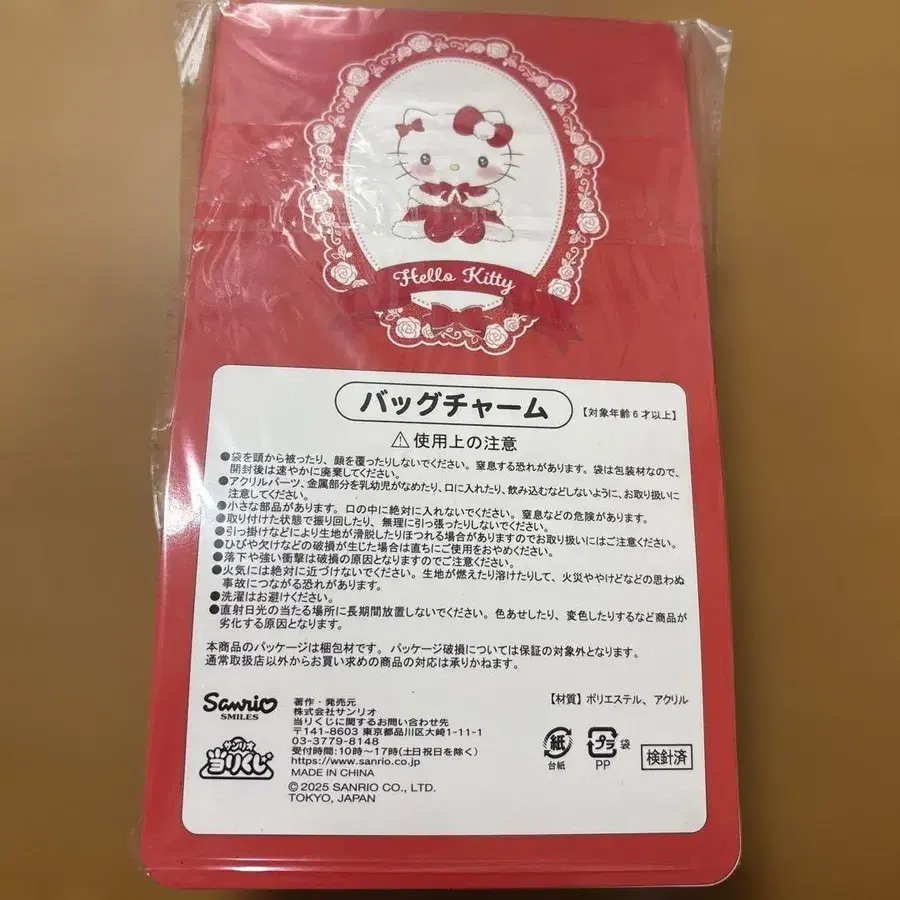 Hello Kitty
バッグチャーム
【対象年齢6才以上】
⚠使用上の注意
●袋を頭から被ったり、顔を覆ったりしないでください。窒息する恐れがあります。袋は包装材なので、
開封後は速やかに廃棄してください。
●アクリルパーツ、金属部分を乳幼児がなめたり、口に入れたり、飲み込むなどしないように、お取り扱いに
注意してください。
●小さな部品があります。口の中に絶対に入れないでください。窒息などの危険があります。
●取り付けた状態で振り回したり、無理に引っ張ったりしないでください。
●引っ掛けなどにより生地が滑脱したりほつれる場合がありますのでお取り扱いにはご注意ください。
●ひびや欠けなどの破損が生じた場合は直ちにご使用をおやめください。
●落下や強い衝撃は破損の原因となりますのでご注意ください。
●火気には絶対に近づけないでください。生地が燃えたり溶けたりして、火災ややけどなどの思わぬ
事故につながる恐れがあります。
●洗濯はお避けください。
●直射日光の当たる場所に長期間放置しないでください。色あせしたり、変色したりするなど商品が
劣化する原因となります。
本商品のパッケージは梱包材です。パッケージ破損については保証の対象外となります。
通常取扱店以外からお買い求めの商品の対応は承りかねます。
【材質】ポリエステル、アクリル
Sanrio
SMILES
サンリオ
当りくじ
著作・発売元
株式会社サンリオ
当りくじに関するお問い合わせ先
〒141-8603 東京都品川区大崎1-11-1
03-3779-8148
受付時間:10時〜17時(土日祝日を除く)
https://www.sanrio.co.jp
MADE IN CHINA
©2025 SANRIO CO., LTD.
TOKYO, JAPAN
紙
台紙
プラ
袋
PP
検針済